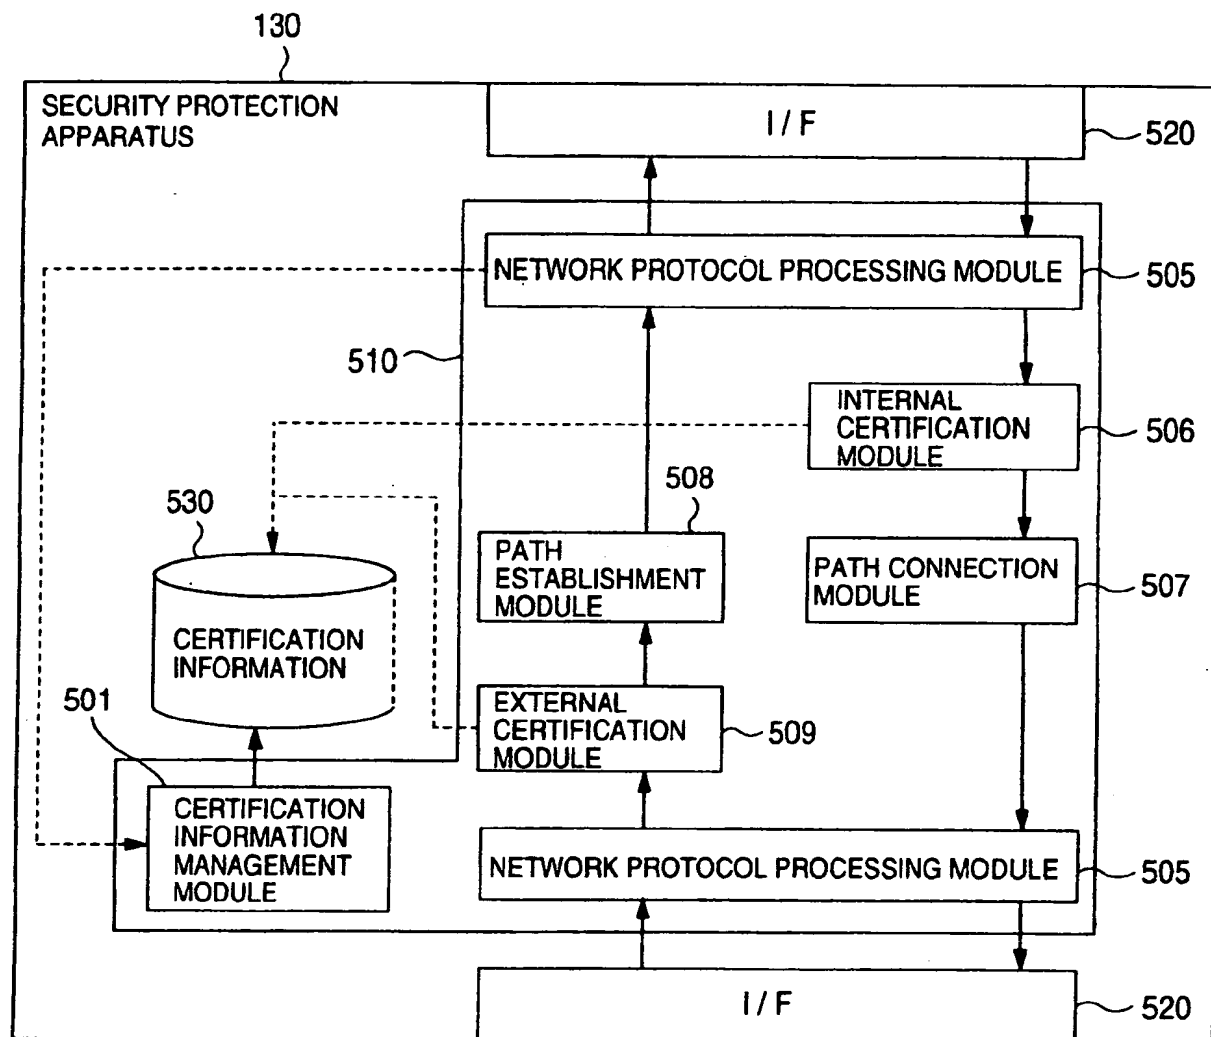 130
SECURITY PROTECTION
APPARATUS
I / F
520
NETWORK PROTOCOL PROCESSING MODULE
505
510
INTERNAL
CERTIFICATION
MODULE
506
508
530
PATH
ESTABLISHMENT
MODULE
PATH CONNECTION
MODULE
507
CERTIFICATION
INFORMATION
501
EXTERNAL
CERTIFICATION
MODULE
509
CERTIFICATION
INFORMATION
MANAGEMENT
MODULE
NETWORK PROTOCOL PROCESSING MODULE
505
I / F
520